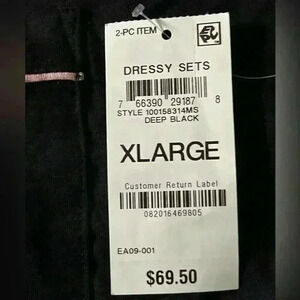 2-PC ITEM
DRESSY SETS
7 66390 29187 8
STYLE 100158314MS
DEEP BLACK
XLARGE
Customer Return Label
082016469805
EA09-001
$69.50